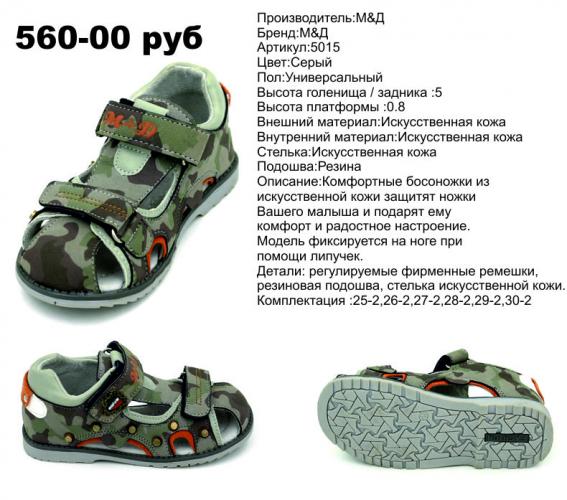 560-00 руб
Производитель:М&Д
Бренд:М&Д
Артикул:5015
Цвет:Серый
Пол:Универсальный
Высота голенища / задника :5
Высота платформы :0.8
Внешний материал:Искусственная кожа
Внутренний материал:Искусственная кожа
Стелька:Искусственная кожа
Подошва:Резина
Описание:Комфортные босоножки из
искусственной кожи защитят ножки
Вашего малыша и подарят ему
комфорт и радостное настроение.
Модель фиксируется на ноге при
помощи липучек.
Детали: регулируемые фирменные ремешки,
резиновая подошва, стелька искусственной кожи.
Комплектация :25-2,26-2,27-2,28-2,29-2,30-2
М&Д